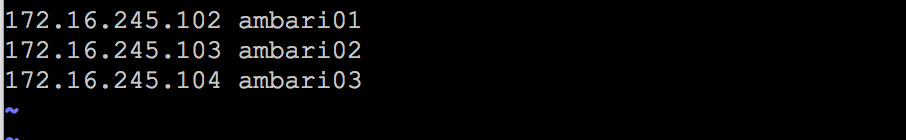 172.16.245.102 ambari01
172.16.245.103 ambari02
172.16.245.104 ambari03
~
~